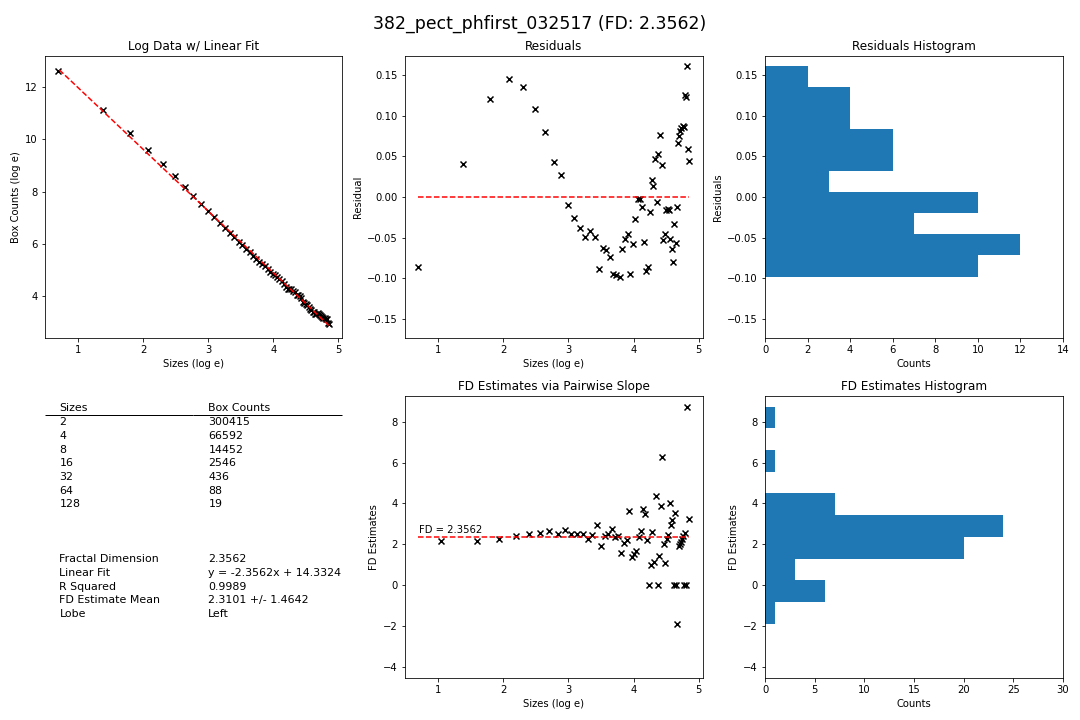 382_pect_phfirst_032517 (FD: 2.3562)
Log Data w/ Linear Fit
12
10
8
6
4
Box Counts (log e)
1 2 3 4 5
Sizes (log e)
Residuals
0.15
0.10
0.05
0.00
−0.05
−0.10
−0.15
Residual
1 2 3 4 5
Sizes (log e)
Residuals Histogram
0.15
0.10
0.05
0.00
−0.05
−0.10
−0.15
Residuals
0 2 4 6 8 10 12 14
Counts
Sizes Box Counts
2 300415
4 66592
8 14452
16 2546
32 436
64 88
128 19
Fractal Dimension 2.3562
Linear Fit y = -2.3562x + 14.3324
R Squared 0.9989
FD Estimate Mean 2.3101 +/- 1.4642
Lobe Left
FD Estimates via Pairwise Slope
8
6
4
2
0
−2
−4
FD Estimates
FD = 2.3562
1 2 3 4 5
Sizes (log e)
FD Estimates Histogram
8
6
4
2
0
−2
−4
FD Estimates
0 5 10 15 20 25 30
Counts